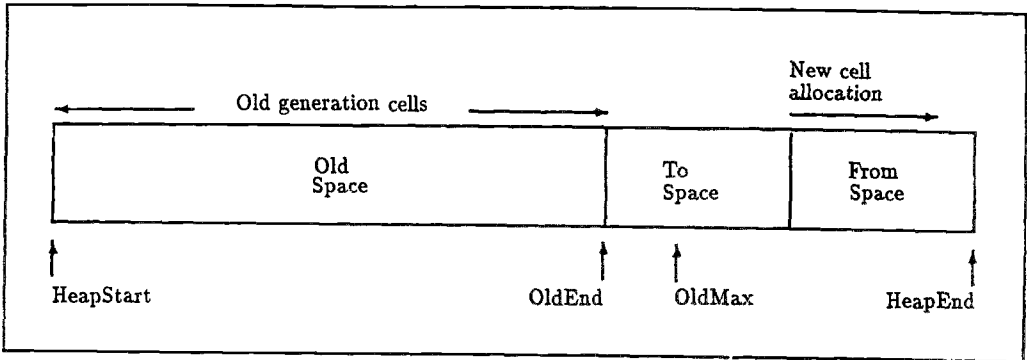 New cell
allocation
Old generation cells
Old
Space
To
Space
From
Space
HeapStart
OldEnd
OldMax
HeapEnd